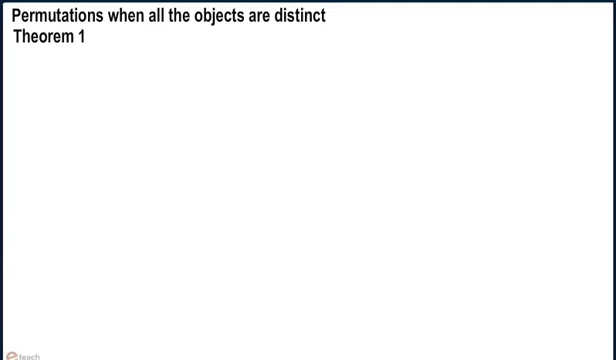 Permutations when all the objects are distinct
Theorem 1
e teach